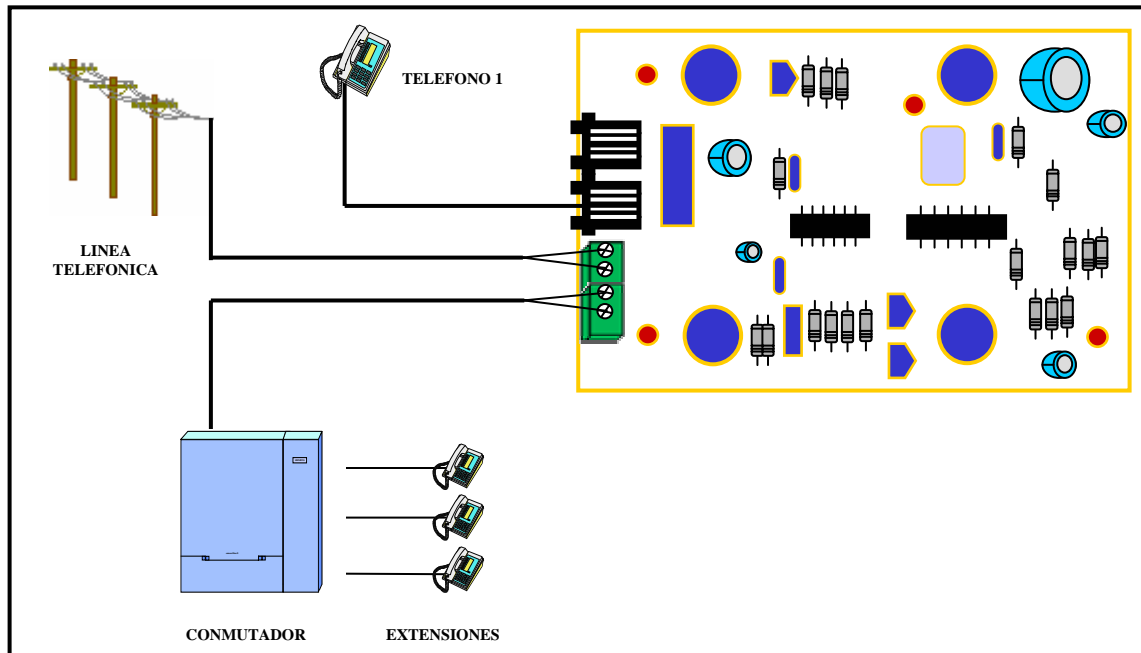 TELEFONO 1
LINEA
TELEFONICA
CONMUTADOR
EXTENSIONES